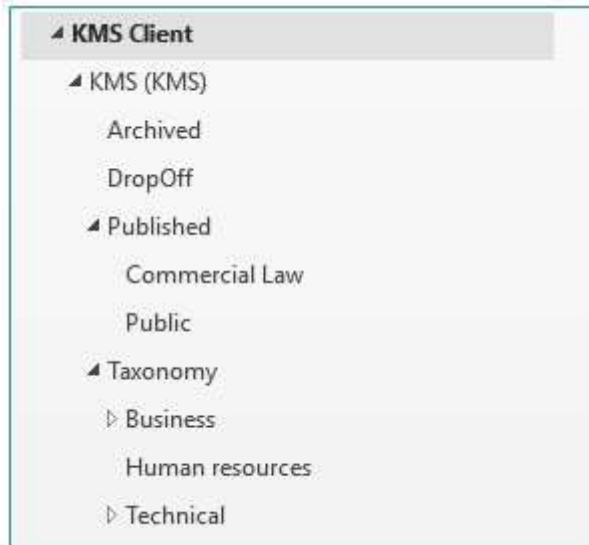 KMS Client
KMS (KMS)
Archived
DropOff
Published
Commercial Law
Public
Taxonomy
Business
Human resources
Technical